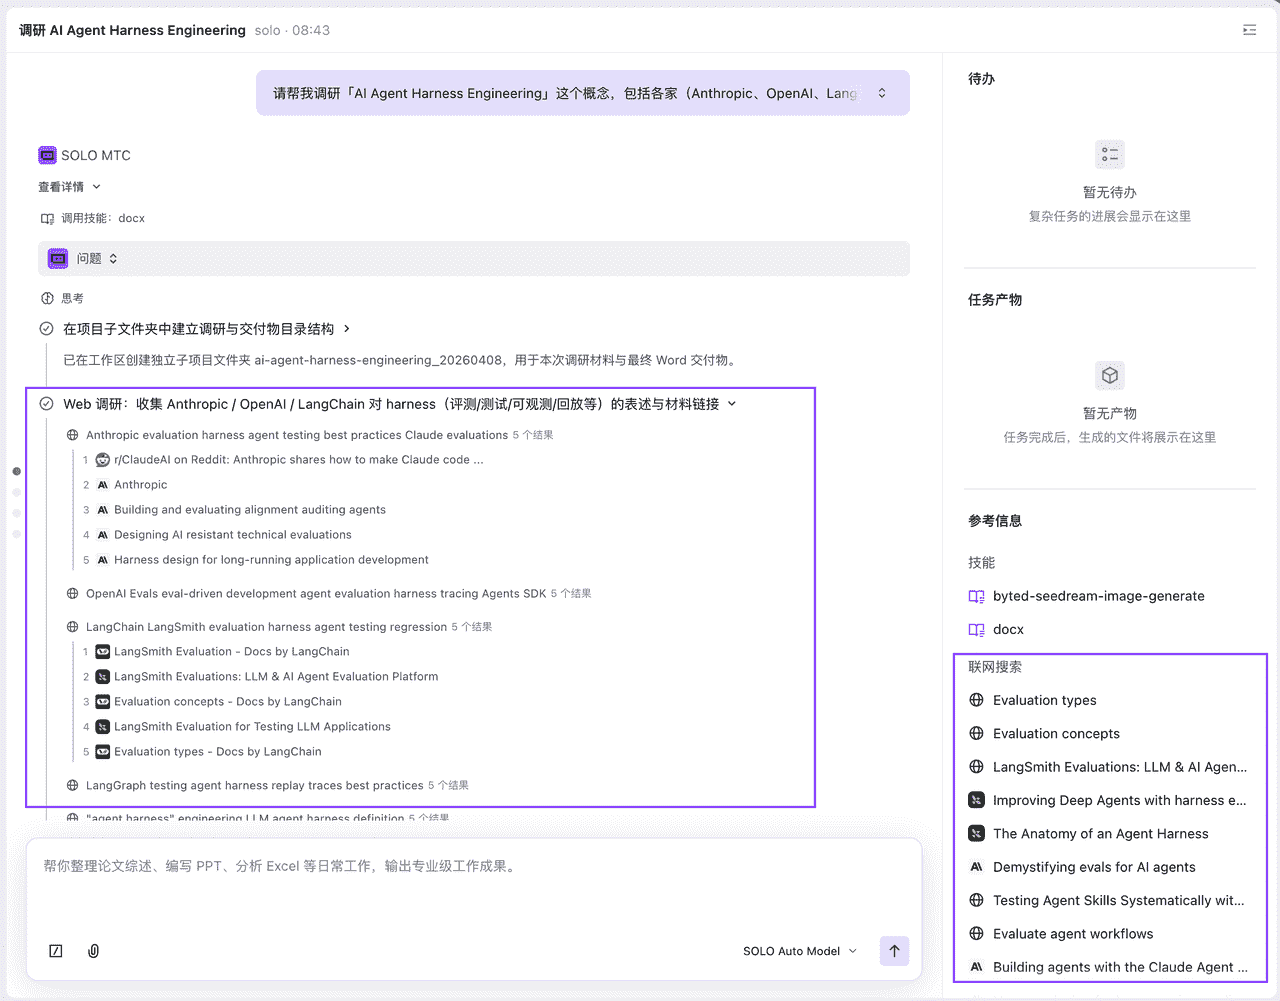 调研 AI Agent Harness Engineering solo · 08:43
请帮我调研「AI Agent Harness Engineering」这个概念，包括各家（Anthropic、OpenAI、Lang
SOLO MTC
查看详情
调用技能：docx
问题
思考
在项目子文件夹中建立调研与交付物目录结构
已在工作区创建独立子项目文件夹 ai-agent-harness-engineering_20260408，用于本次调研材料与最终 Word 交付物。
Web 调研：收集 Anthropic / OpenAI / LangChain 对 harness（评测/测试/可观测/回放等）的表述与材料链接
Anthropic evaluation harness agent testing best practices Claude evaluations 5 个结果
1 r/ClaudeAI on Reddit: Anthropic shares how to make Claude code ...
2 Anthropic
3 Building and evaluating alignment auditing agents
4 Designing AI resistant technical evaluations
5 Harness design for long-running application development
OpenAI Evals eval-driven development agent evaluation harness tracing Agents SDK 5 个结果
LangChain LangSmith evaluation harness agent testing regression 5 个结果
1 LangSmith Evaluation - Docs by LangChain
2 LangSmith Evaluations: LLM & AI Agent Evaluation Platform
3 Evaluation concepts - Docs by LangChain
4 LangSmith Evaluation for Testing LLM Applications
5 Evaluation types - Docs by LangChain
LangGraph testing agent harness replay traces best practices 5 个结果
"agent harness" engineering LLM agent harness definition 5 个结果
帮你整理论文综述、编写 PPT、分析 Excel 等日常工作，输出专业级工作成果。
SOLO Auto Model
待办
暂无待办
复杂任务的进展会显示在这里
任务产物
暂无产物
任务完成后，生成的文件将展示在这里
参考信息
技能
byted-seedream-image-generate
docx
联网搜索
Evaluation types
Evaluation concepts
LangSmith Evaluations: LLM & AI Agen...
Improving Deep Agents with harness e...
The Anatomy of an Agent Harness
Demystifying evals for AI agents
Testing Agent Skills Systematically wit...
Evaluate agent workflows
Building agents with the Claude Agent ...